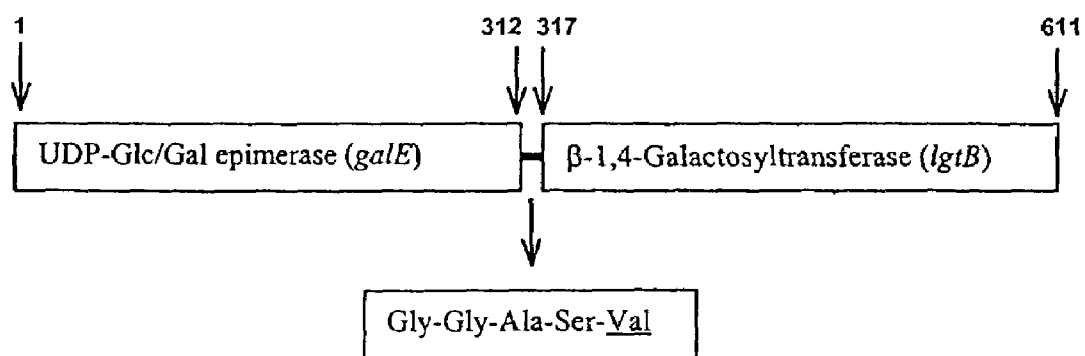 1 312 317 611
UDP-Glc/Gal epimerase (galE) β-1,4-Galactosyltransferase (lgtB)
Gly-Gly-Ala-Ser-Val